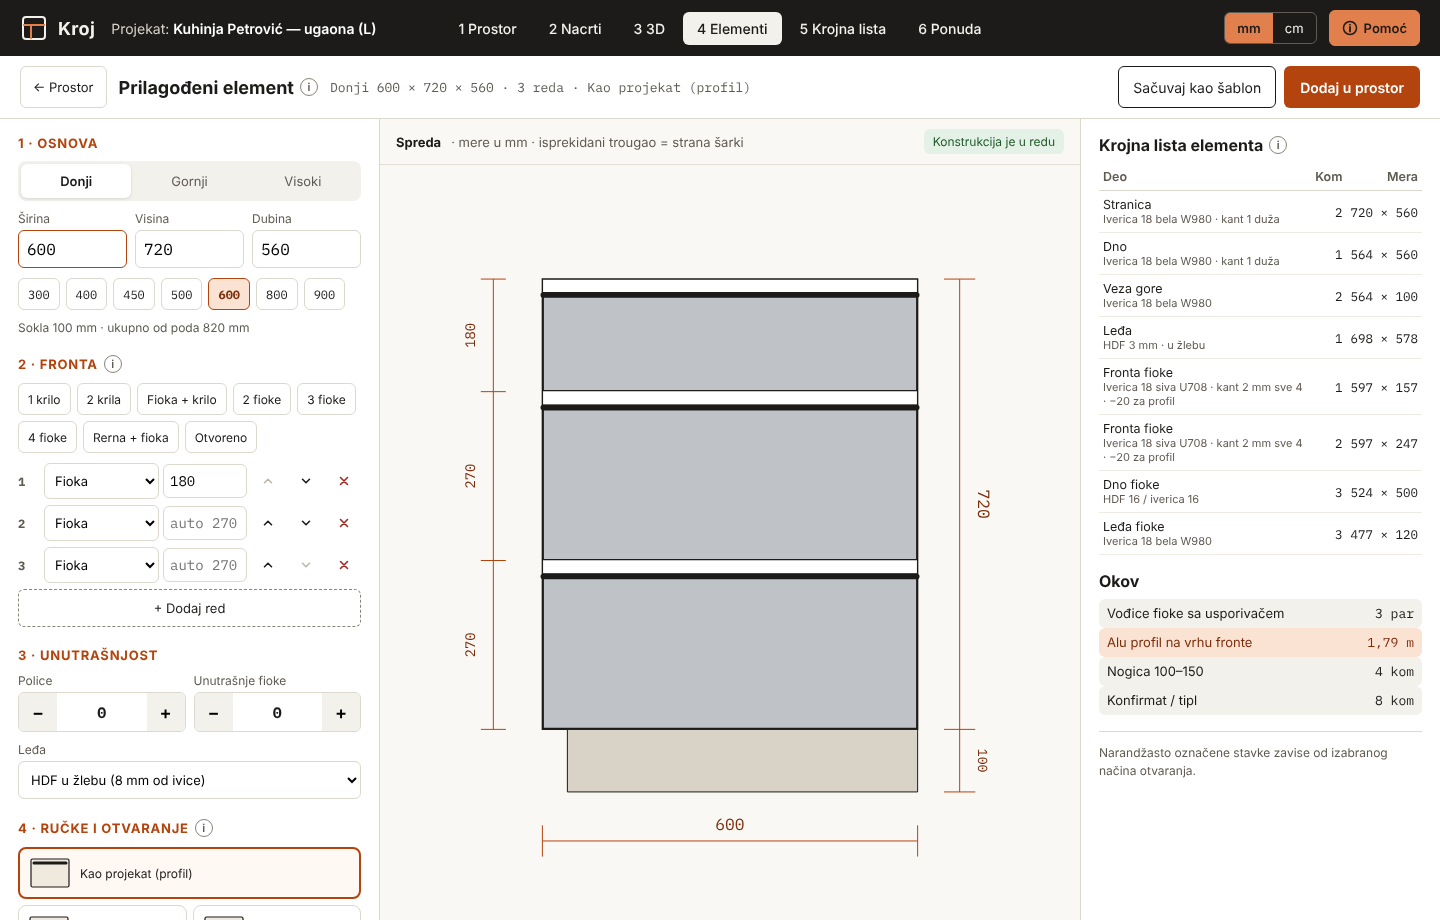 Kroj
Projekat: Kuhinja Petrović — ugaona (L)
1 Prostor
2 Nacrti
3 3D
4 Elementi
5 Krojna lista
6 Ponuda
mm
cm
Pomoć
← Prostor
Prilagođeni element
Donji 600 × 720 × 560 · 3 reda · Kao projekat (profil)
Sačuvaj kao šablon
Dodaj u prostor
1 · OSNOVA
Donji
Gornji
Visoki
Širina
Visina
Dubina
600
720
560
300
400
450
500
600
800
900
Sokla 100 mm · ukupno od poda 820 mm
2 · FRONTA
1 krilo
2 krila
Fioka + krilo
2 fioke
3 fioke
4 fioke
Rerna + fioka
Otvoreno
1 Fioka 180
2 Fioka auto 270
3 Fioka auto 270
+ Dodaj red
3 · UNUTRAŠNJOST
Police
Unutrašnje fioke
− 0 +
− 0 +
Leđa
HDF u žlebu (8 mm od ivice)
4 · RUČKE I OTVARANJE
Kao projekat (profil)
Spreda · mere u mm · isprekidani trougao = strana šarki
Konstrukcija je u redu
180
270
270
720
100
600
Krojna lista elementa
Deo Kom Mera
Stranica
Iverica 18 bela W980 · kant 1 duža
2 720 × 560
Dno
Iverica 18 bela W980 · kant 1 duža
1 564 × 560
Veza gore
Iverica 18 bela W980
2 564 × 100
Leđa
HDF 3 mm · u žlebu
1 698 × 578
Fronta fioke
Iverica 18 siva U708 · kant 2 mm sve 4
· −20 za profil
1 597 × 157
Fronta fioke
Iverica 18 siva U708 · kant 2 mm sve 4
· −20 za profil
2 597 × 247
Dno fioke
HDF 16 / iverica 16
3 524 × 500
Leđa fioke
Iverica 18 bela W980
3 477 × 120
Okov
Vođice fioke sa usporivačem 3 par
Alu profil na vrhu fronte 1,79 m
Nogica 100–150 4 kom
Konfirmat / tipl 8 kom
Narandžasto označene stavke zavise od izabranog
načina otvaranja.